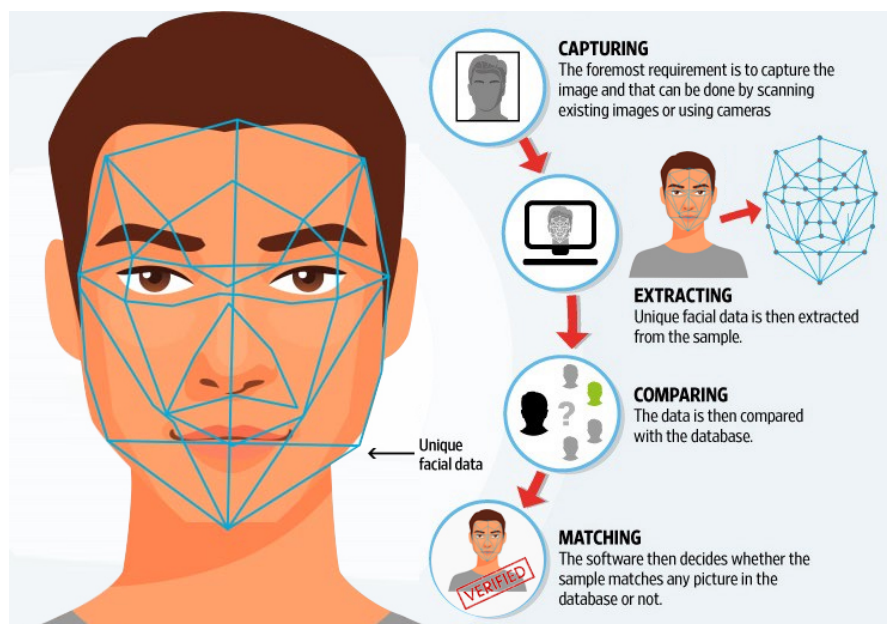 CAPTURING
The foremost requirement is to capture the
image and that can be done by scanning
existing images or using cameras
EXTRACTING
Unique facial data is then extracted
from the sample.
COMPARING
The data is then compared
with the database.
?
Unique
facial data
MATCHING
The software then decides whether the
sample matches any picture in the
database or not.
VERIFIED